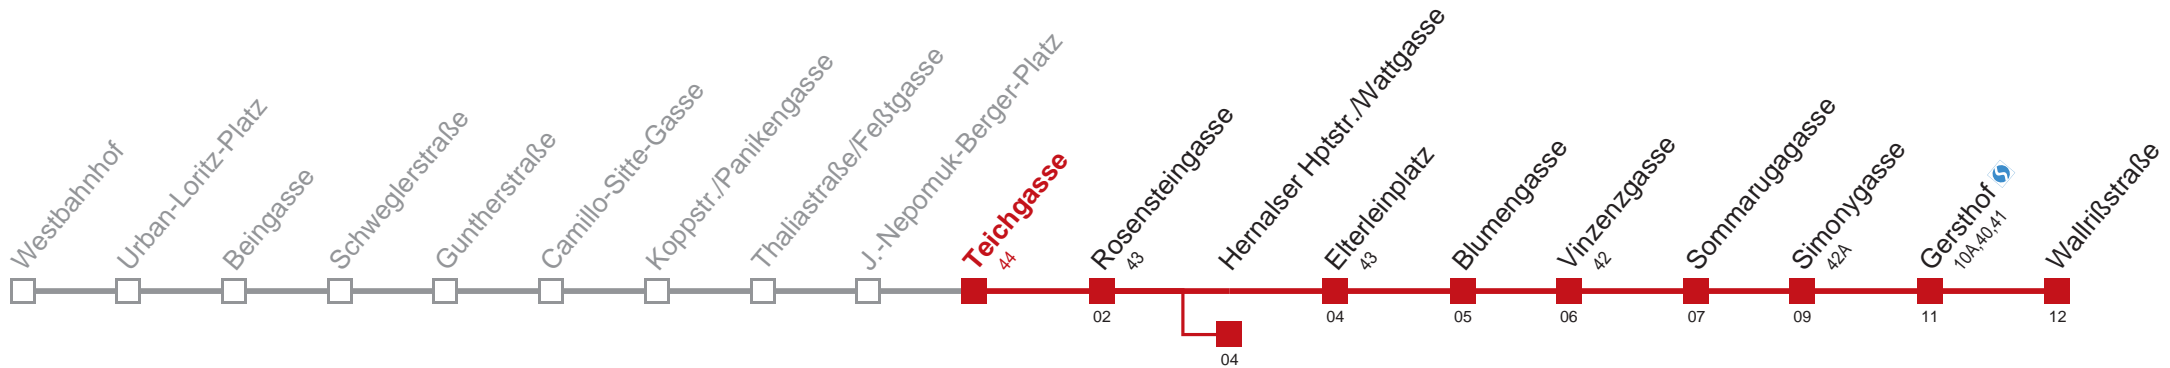 Westbahnhof
Urban-Loritz-Platz
Beingasse
Schweglerstraße
Guntherstraße
Camillo-Sitte-Gasse
Koppstr./Panikengasse
Thaliastraße/Feßtgasse
J.-Nepomuk-Berger-Platz
Teichgasse
44
Rosensteingasse
43
Hernalser Hptstr./Wattgasse
Elterleinplatz
43
Blumengasse
Vinzenzgasse
42
Sommarugagasse
Simonygasse
42A
Gersthof
10A,40,41
Wallrißstraße
02
04
05
06
07
09
11
12
04